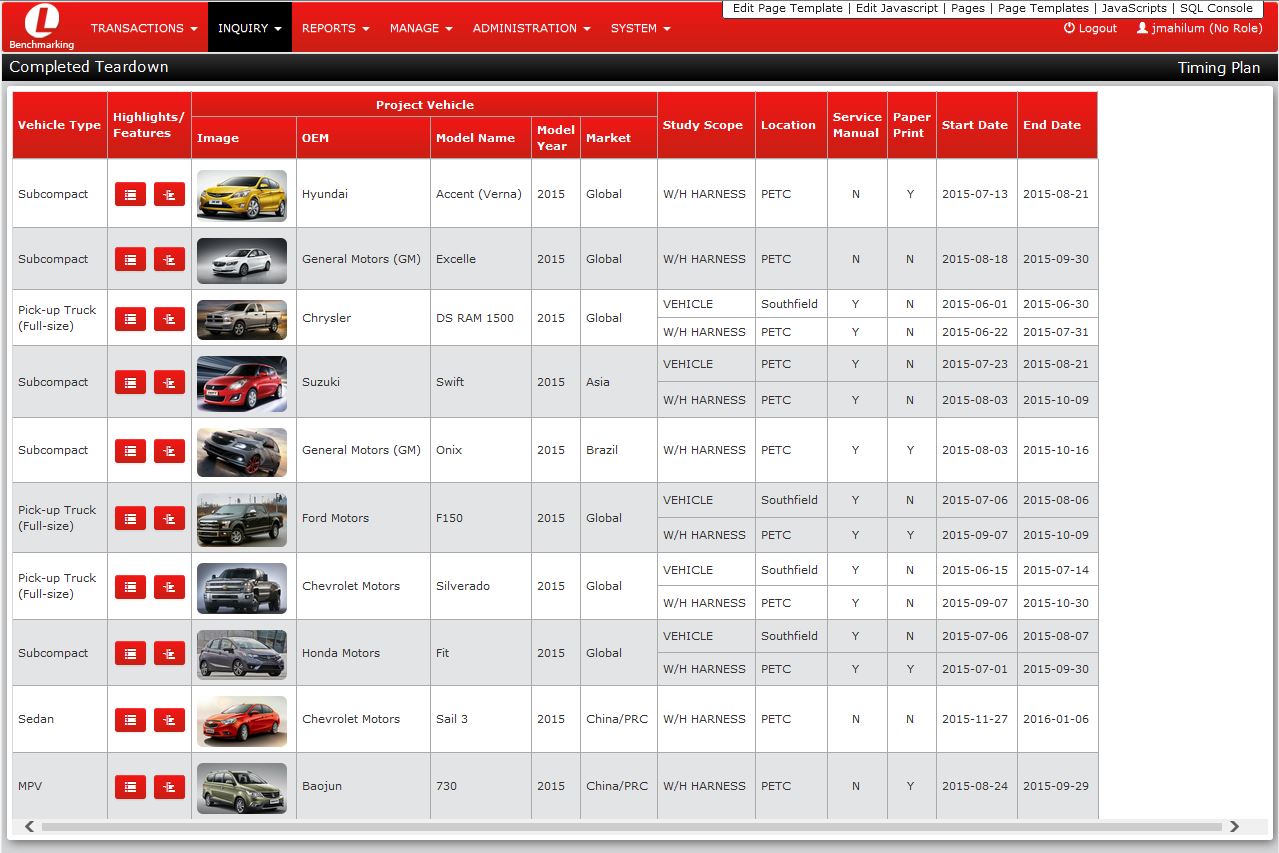 Edit Page Template | Edit Javascript | Pages | Page Templates | JavaScripts | SQL Console
L
Benchmarking
TRANSACTIONS INQUIRY REPORTS MANAGE ADMINISTRATION SYSTEM Logout jmahilum (No Role)
Completed Teardown Timing Plan
Vehicle Type Highlights/ Features Project Vehicle Study Scope Location Service Manual Paper Print Start Date End Date
Image OEM Model Name Model Year Market
Subcompact Hyundai Accent (Verna) 2015 Global W/H HARNESS PETC N Y 2015-07-13 2015-08-21
Subcompact General Motors (GM) Excelle 2015 Global W/H HARNESS PETC N N 2015-08-18 2015-09-30
Pick-up Truck (Full-size) Chrysler DS RAM 1500 2015 Global VEHICLE Southfield Y N 2015-06-01 2015-06-30
W/H HARNESS PETC Y N 2015-06-22 2015-07-31
Subcompact Suzuki Swift 2015 Asia VEHICLE PETC Y N 2015-07-23 2015-08-21
W/H HARNESS PETC Y N 2015-08-03 2015-10-09
Subcompact General Motors (GM) Onix 2015 Brazil W/H HARNESS PETC Y Y 2015-08-03 2015-10-16
Pick-up Truck (Full-size) Ford Motors F150 2015 Global VEHICLE Southfield Y N 2015-07-06 2015-08-06
W/H HARNESS PETC Y Y 2015-09-07 2015-10-09
Pick-up Truck (Full-size) Chevrolet Motors Silverado 2015 Global VEHICLE Southfield Y N 2015-06-15 2015-07-14
W/H HARNESS PETC Y N 2015-09-07 2015-10-30
Subcompact Honda Motors Fit 2015 Global VEHICLE Southfield Y N 2015-07-06 2015-08-07
W/H HARNESS PETC Y Y 2015-07-01 2015-09-30
Sedan Chevrolet Motors Sail 3 2015 China/PRC W/H HARNESS PETC N N 2015-11-27 2016-01-06
MPV Baojun 730 2015 China/PRC W/H HARNESS PETC N Y 2015-08-24 2015-09-29